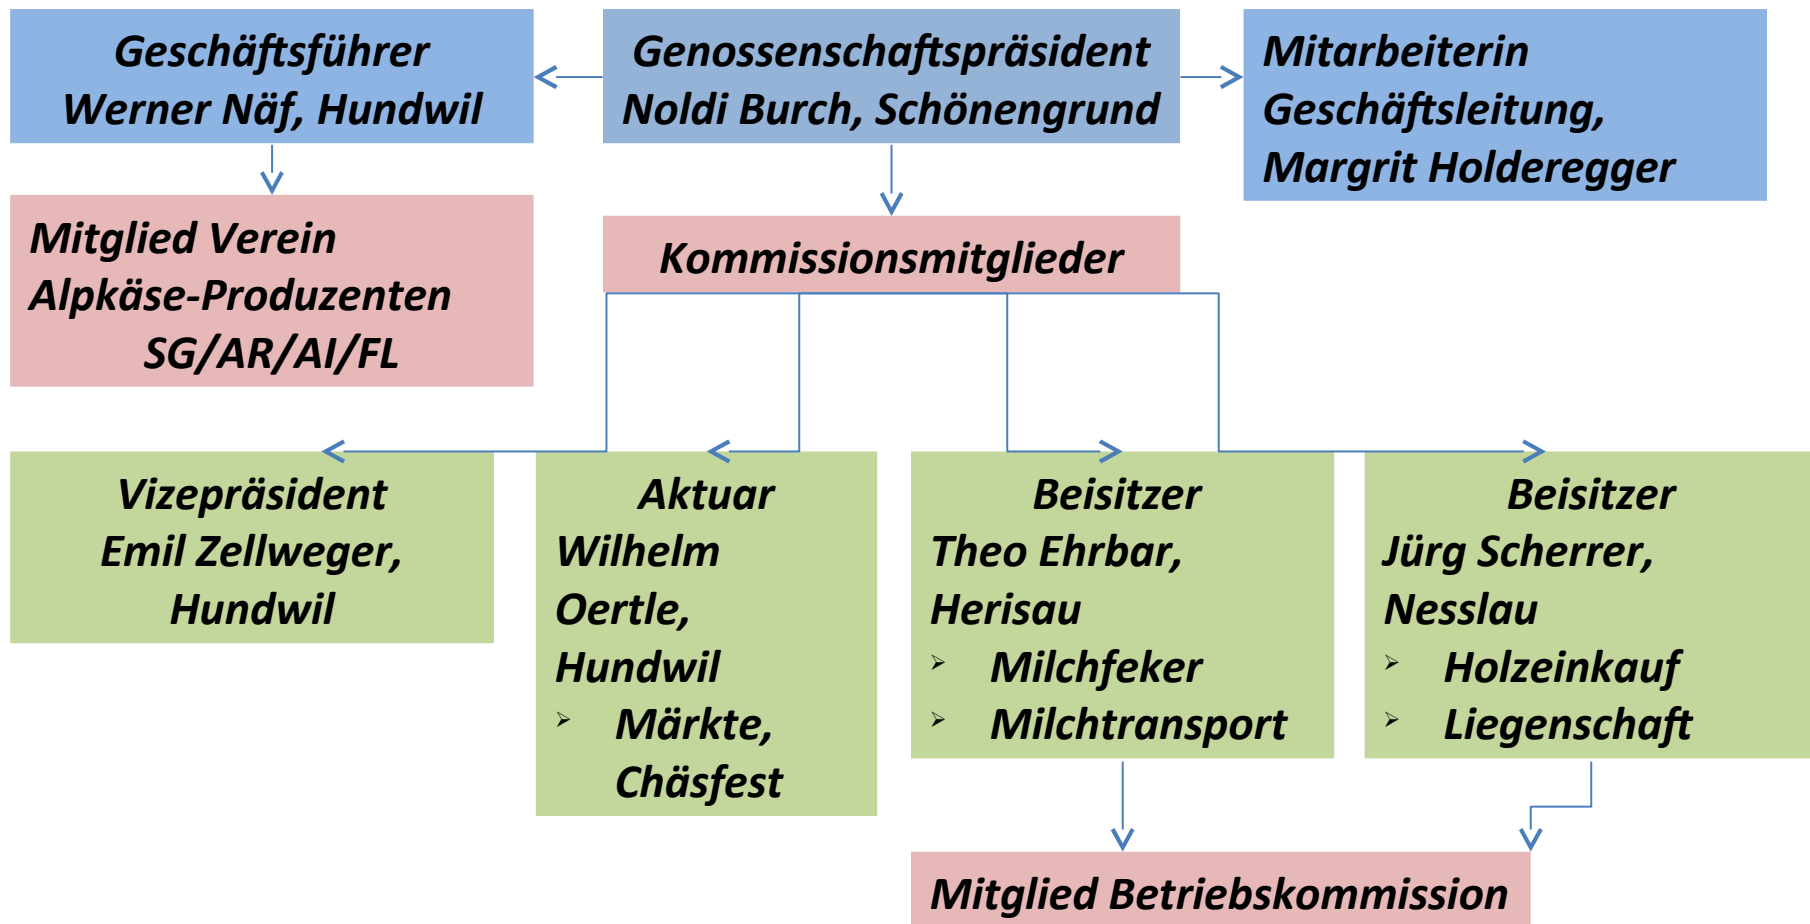 Geschäftsführer
Werner Näf, Hundwil
Genossenschaftspräsident
Noldi Burch, Schönengrund
Mitarbeiterin
Geschäftsleitung,
Margrit Holderegger
Mitglied Verein
Alpkäse-Produzenten
SG/AR/AI/FL
Kommissionsmitglieder
Vizepräsident
Emil Zellweger,
Hundwil
Aktuar
Wilhelm
Oertle,
Hundwil
➢ Märkte,
Chäsfest
Beisitzer
Theo Ehrbar,
Herisau
➢ Milchfeker
➢ Milchtransport
Beisitzer
Jürg Scherrer,
Nesslau
➢ Holzeinkauf
➢ Liegenschaft
Mitglied Betriebskommission